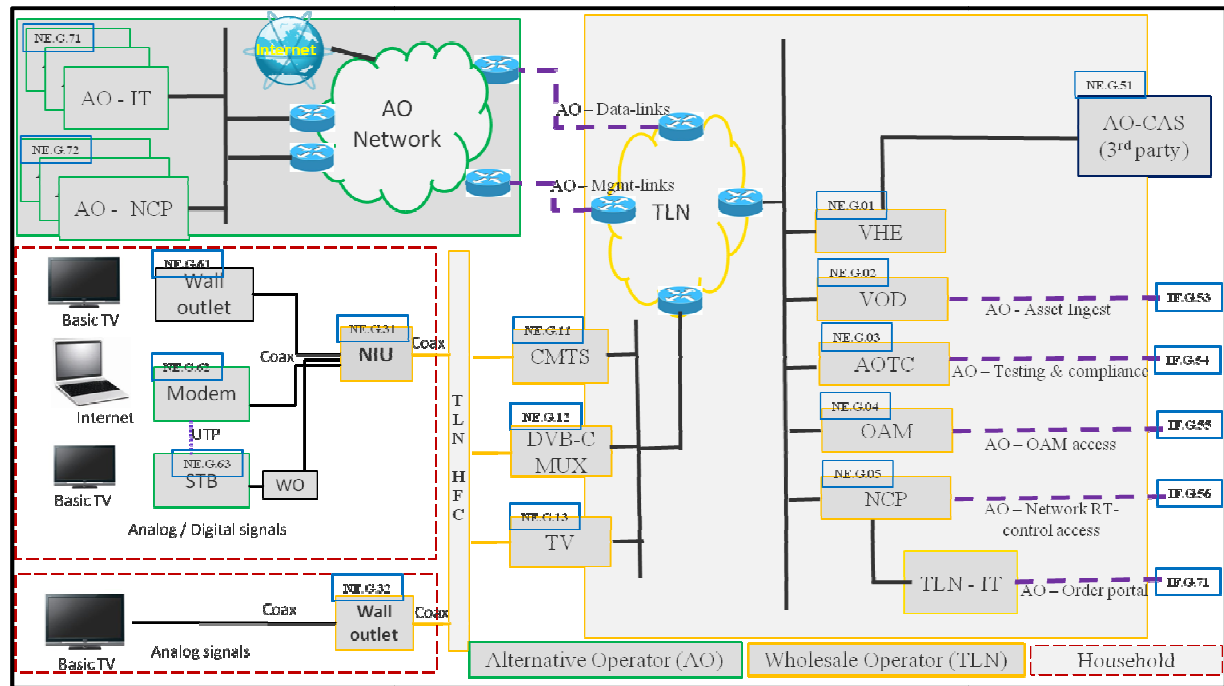 NE.G.71
AO - IT
NE.G.72
AO - NCP
Internet
AO
Network
AO – Data-links
AO – Mgmt-links
TLN
NE.G.51
AO-CAS
(3rd party)
NE.G.01
VHE
NE.G.02
VOD
AO - Asset Ingest
IF.G.53
NE.G.03
AOTC
AO – Testing & compliance
IF.G.54
NE.G.04
OAM
AO – OAM access
IF.G.55
NE.G.05
NCP
AO – Network RT-
control access
IF.G.56
TLN - IT
AO – Order portal
IF.G.71
Basic TV
NE.G.61
Wall
outlet
Internet
NE.G.62
Modem
Coax
NE.G.31
NIU
Coax
UTP
Basic TV
NE.G.63
STB
WO
Analog / Digital signals
TLN HFC
NE.G.11
CMTS
NE.G.12
DVB-C
MUX
NE.G.13
TV
Basic TV
Coax
NE.G.32
Wall
outlet
Coax
Analog signals
Alternative Operator (AO)
Wholesale Operator (TLN)
Household